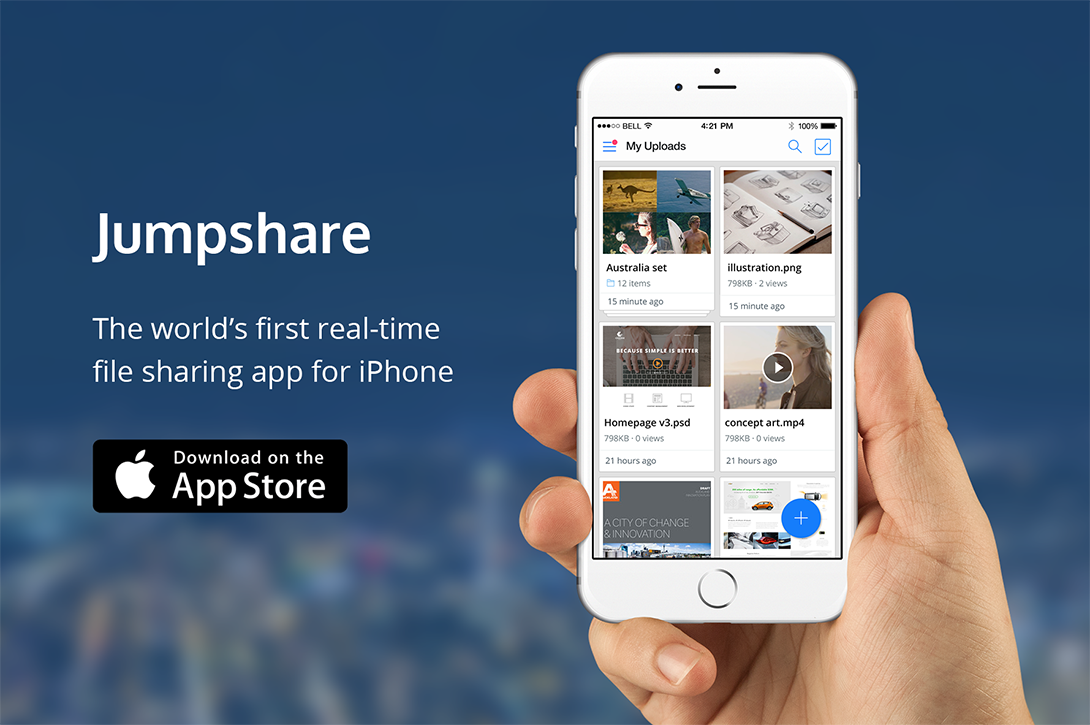 Jumpshare
The world's first real-time
file sharing app for iPhone
Download on the
App Store
BELL 4:21 PM 100%
My Uploads
Australia set
12 items
15 minute ago
illustration.png
798KB · 2 views
15 minute ago
BECAUSE SIMPLE IS BETTER
Homepage v3.psd
798KB · 0 views
21 hours ago
concept art.mp4
798KB · 0 views
21 hours ago
DRAFT
A CITY OF CHANGE
& INNOVATION